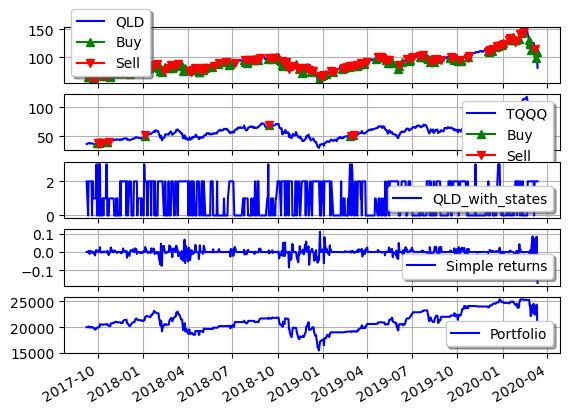 150
100
QLD
Buy
Sell
100
50
TQQQ
Buy
Sell
2
0
QLD_with_states
0.1
0.0
−0.1
Simple returns
25000
20000
15000
Portfolio
2017-10
2018-01
2018-04
2018-07
2018-10
2019-01
2019-04
2019-07
2019-10
2020-01
2020-04